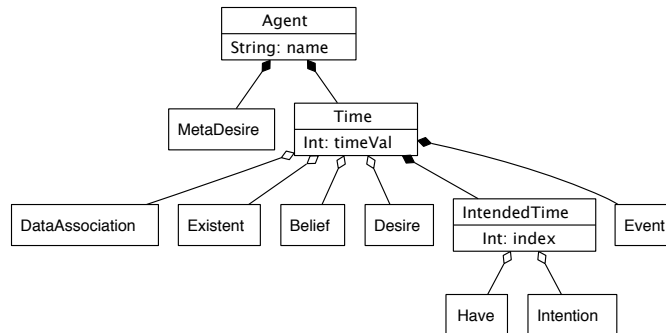 Agent
String: name
MetaDesire
Time
Int: timeVal
DataAssociation
Existent
Belief
Desire
IntendedTime
Int: index
Event
Have
Intention